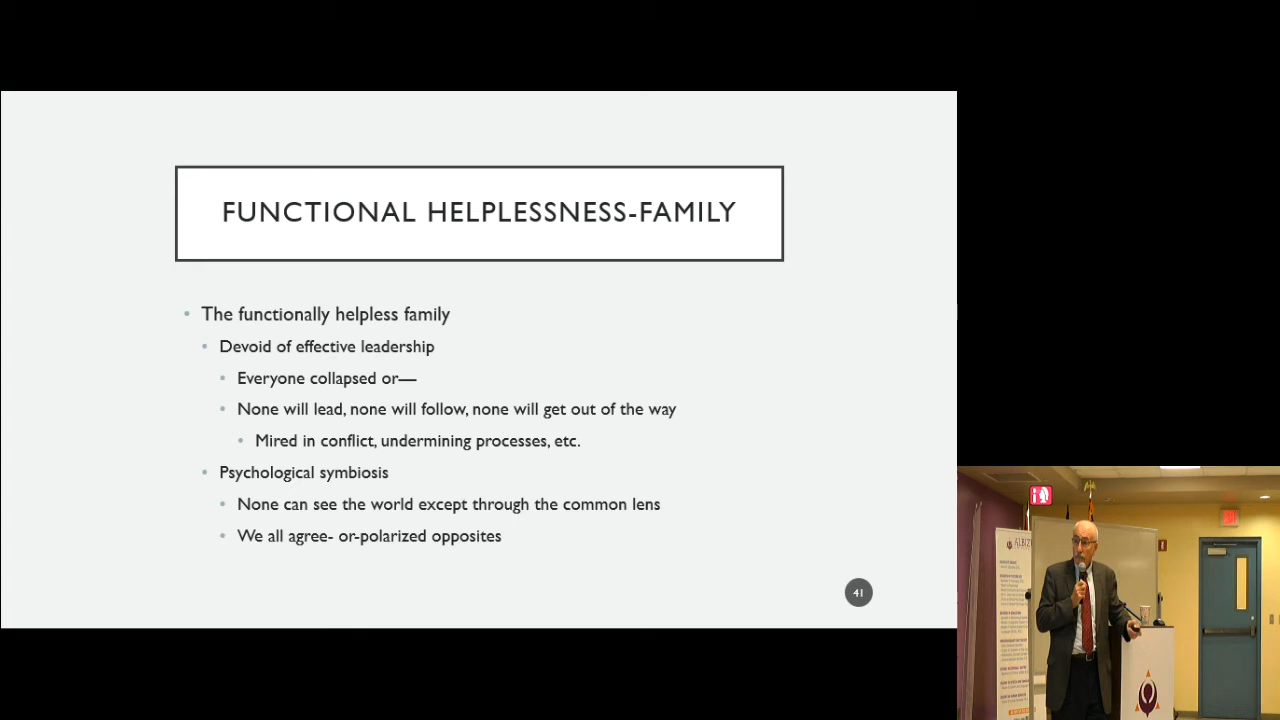 FUNCTIONAL HELPLESSNESS-FAMILY
The functionally helpless family
Devoid of effective leadership
Everyone collapsed or—
None will lead, none will follow, none will get out of the way
Mired in conflict, undermining processes, etc.
Psychological symbiosis
None can see the world except through the common lens
We all agree- or-polarized opposites
41